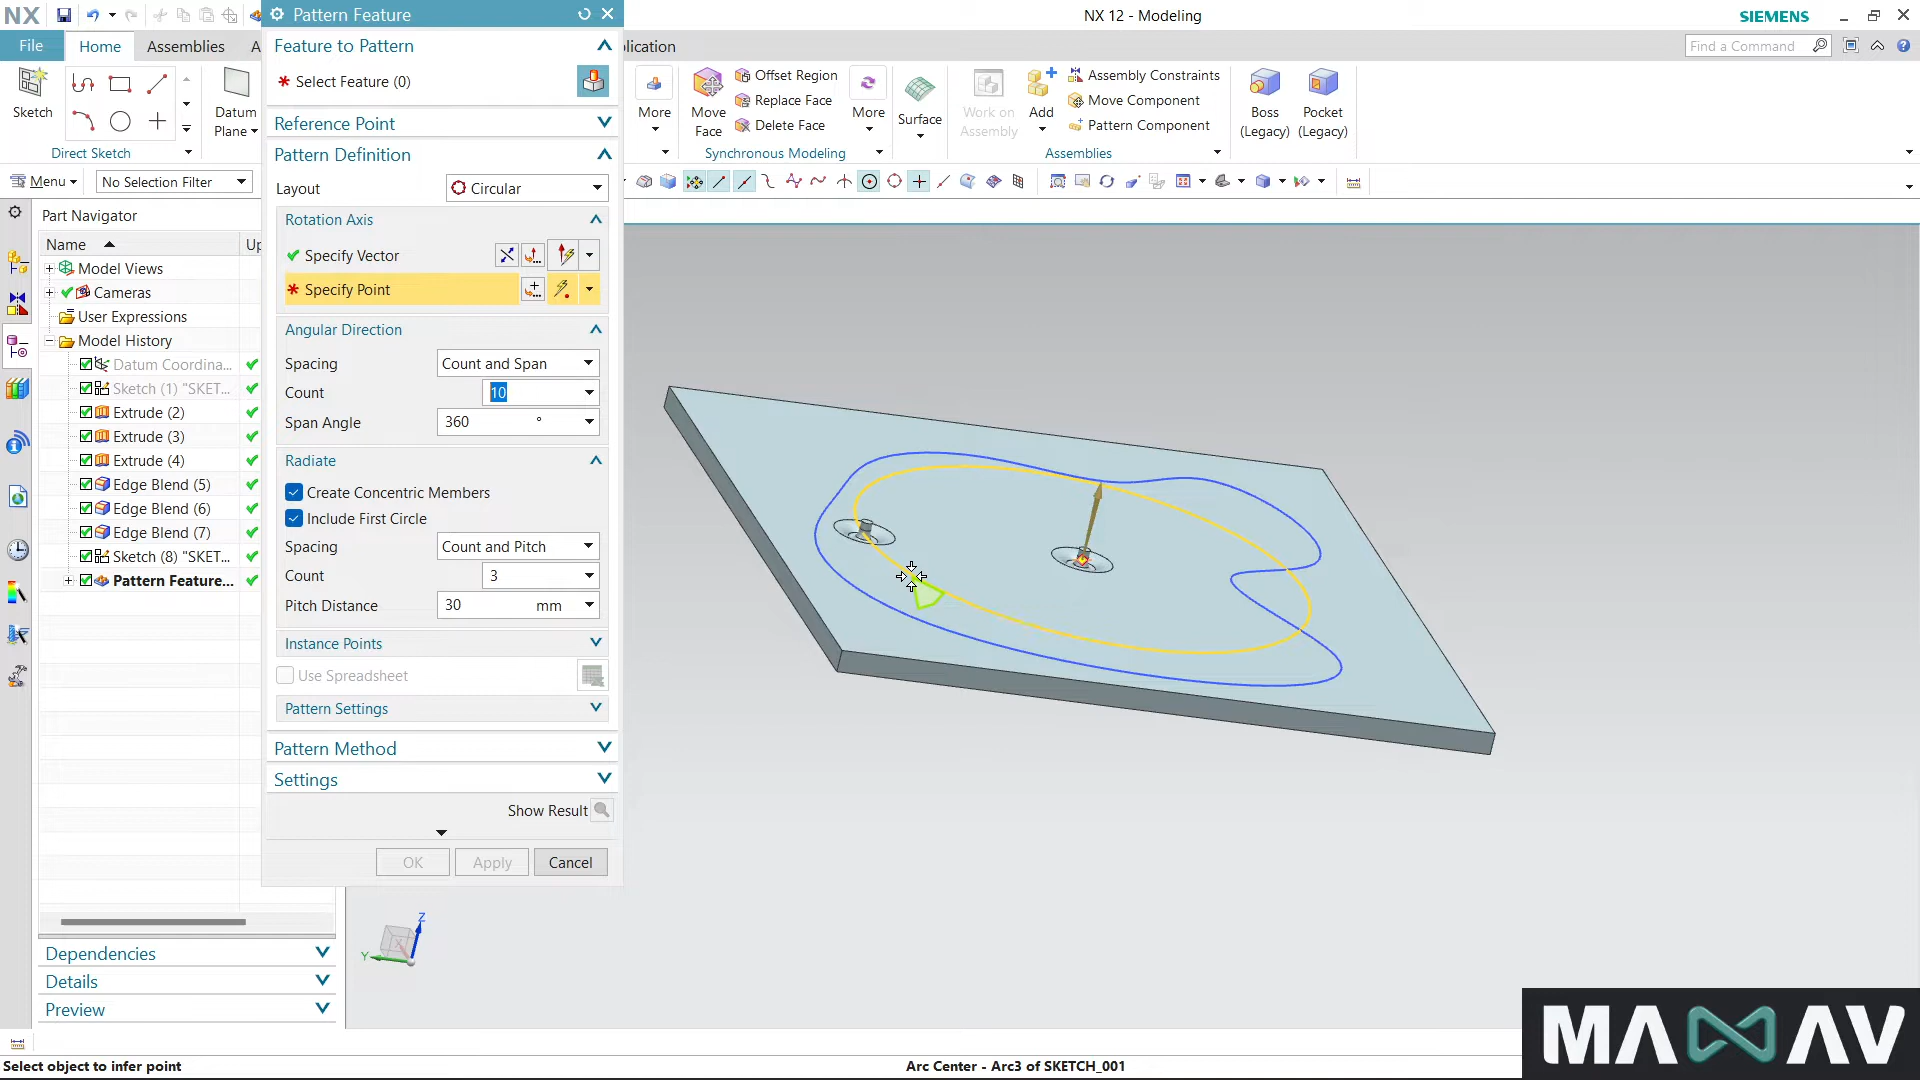 NX
Pattern Feature
NX 12 - Modeling
SIEMENS
File
Home
Assemblies
A
lication
Find a Command
Sketch
Datum
Plane
Direct Sketch
More
Move
Face
Offset Region
Replace Face
Delete Face
More
Synchronous Modeling
Surface
Work on
Assembly
Add
Assembly Constraints
Move Component
Pattern Component
Assemblies
Boss
(Legacy)
Pocket
(Legacy)
Menu
No Selection Filter
Part Navigator
Name
Up
Model Views
Cameras
User Expressions
Model History
Datum Coordina...
Sketch (1) "SKET...
Extrude (2)
Extrude (3)
Extrude (4)
Edge Blend (5)
Edge Blend (6)
Edge Blend (7)
Sketch (8) "SKET...
Pattern Feature...
Dependencies
Details
Preview
Feature to Pattern
* Select Feature (0)
Reference Point
Pattern Definition
Layout
Circular
Rotation Axis
Specify Vector
* Specify Point
Angular Direction
Spacing
Count and Span
Count
10
Span Angle
360 °
Radiate
Create Concentric Members
Include First Circle
Spacing
Count and Pitch
Count
3
Pitch Distance
30 mm
Instance Points
Use Spreadsheet
Pattern Settings
Pattern Method
Settings
Show Result
OK
Apply
Cancel
Z
Y
X
Select object to infer point
Arc Center - Arc3 of SKETCH_001
MANAV